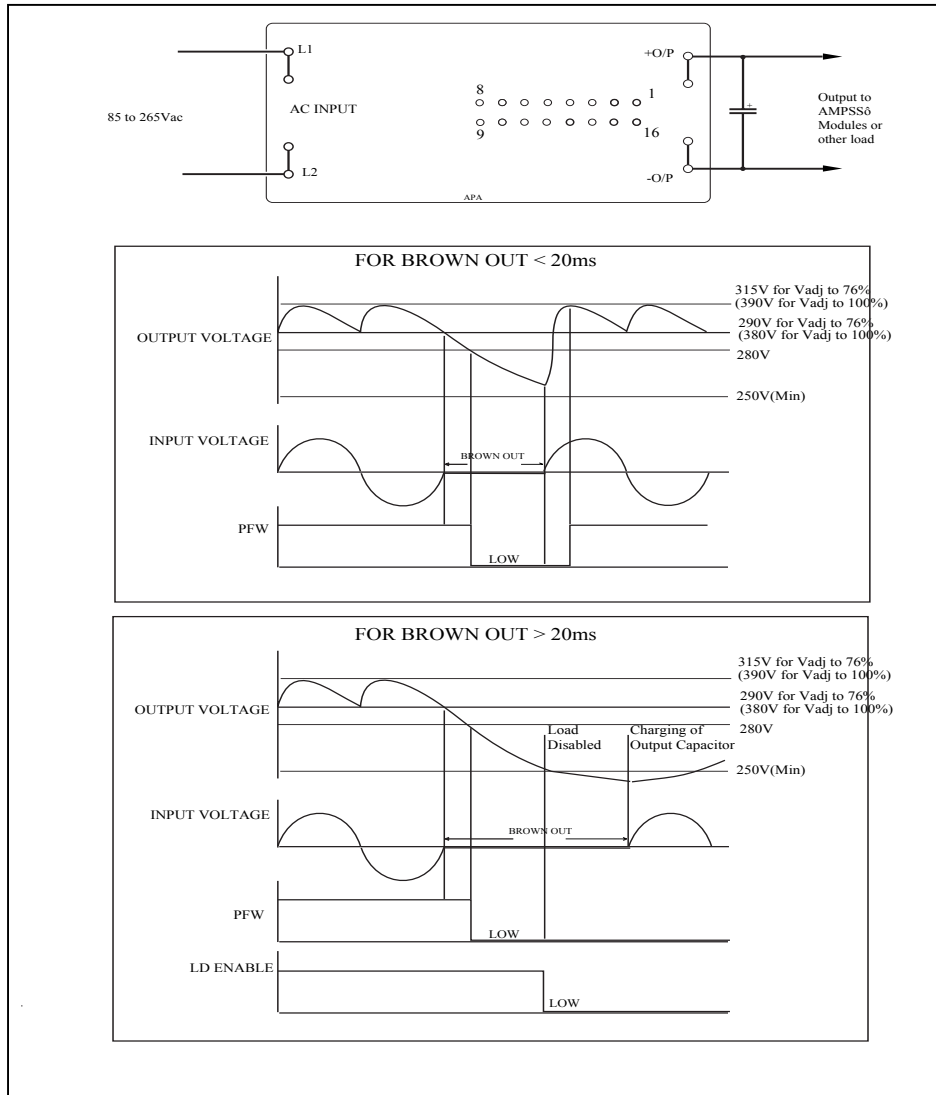 L1
+O/P
8
1
AC INPUT
85 to 265Vac
Output to
AMPSSô
Modules or
other load
9
16
L2
-O/P
APA
FOR BROWN OUT < 20ms
315V for Vadj to 76%
(390V for Vadj to 100%)
290V for Vadj to 76%
(380V for Vadj to 100%)
OUTPUT VOLTAGE
280V
250V(Min)
INPUT VOLTAGE
BROWN OUT
PFW
LOW
FOR BROWN OUT > 20ms
315V for Vadj to 76%
(390V for Vadj to 100%)
290V for Vadj to 76%
(380V for Vadj to 100%)
OUTPUT VOLTAGE
280V
Load
Disabled
Charging of
Output Capacitor
250V(Min)
INPUT VOLTAGE
BROWN OUT
PFW
LOW
LD ENABLE
LOW